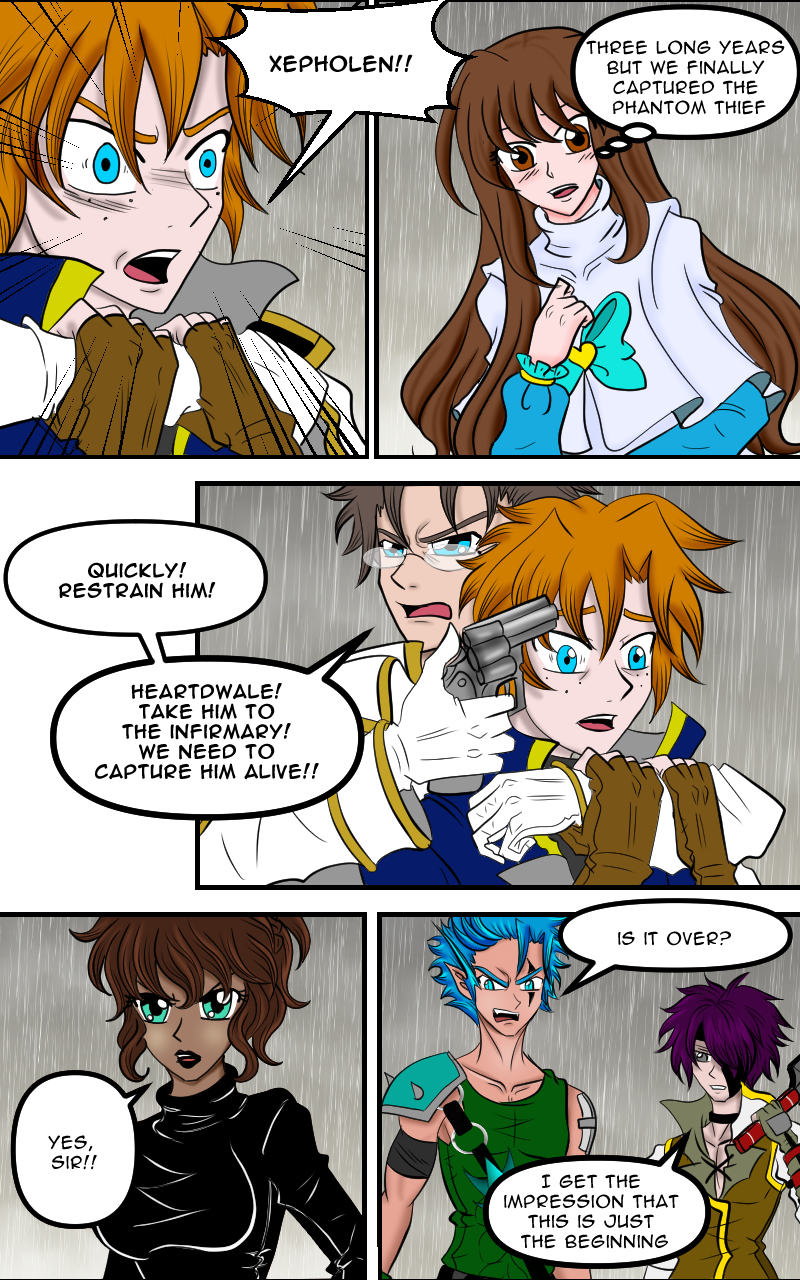 XEPHOLEN!!
THREE LONG YEARS
BUT WE FINALLY
CAPTURED THE
PHANTOM THIEF
QUICKLY!
RESTRAIN HIM!
HEARTDWALE!
TAKE HIM TO
THE INFIRMARY!
WE NEED TO
CAPTURE HIM ALIVE!!
YES,
SIR!!
IS IT OVER?
I GET THE
IMPRESSION THAT
THIS IS JUST
THE BEGINNING